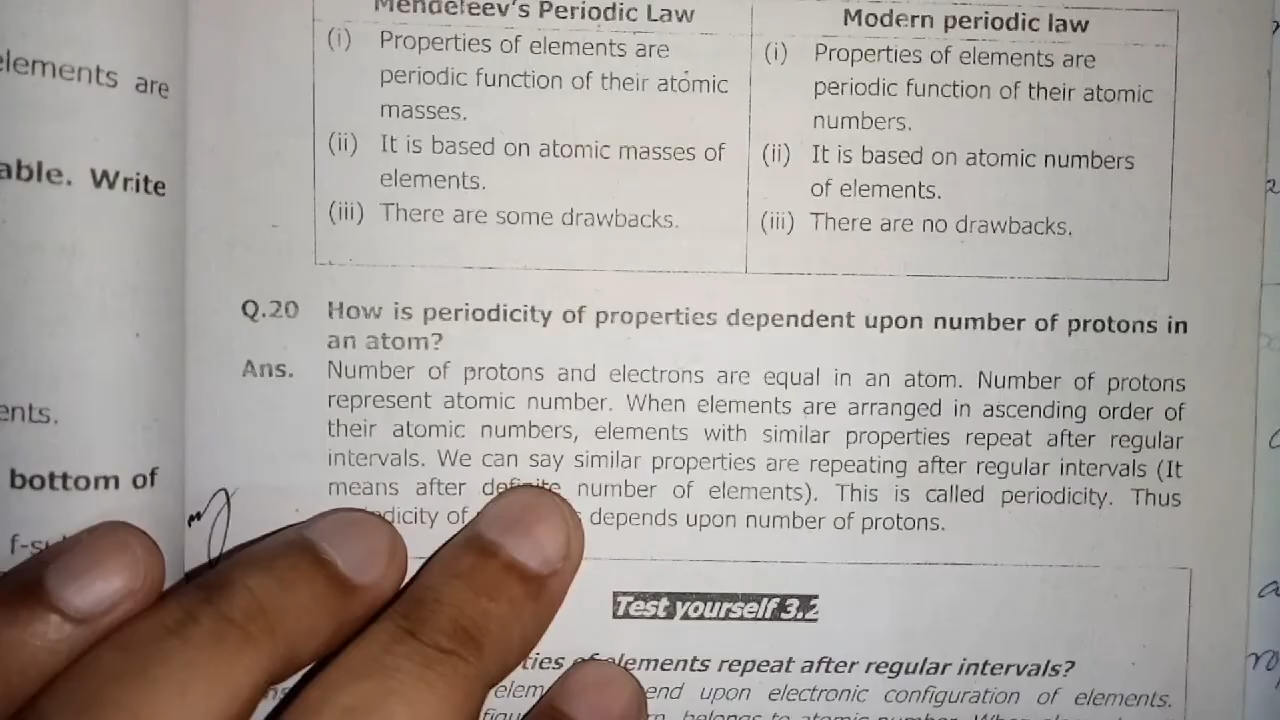 Mendeleev's Periodic Law
Modern periodic law
(i) Properties of elements are
periodic function of their atomic
masses.
(ii) It is based on atomic masses of
elements.
(iii) There are some drawbacks.
(i) Properties of elements are
periodic function of their atomic
numbers.
(ii) It is based on atomic numbers
of elements.
(iii) There are no drawbacks.
Q.20 How is periodicity of properties dependent upon number of protons in
an atom?
Ans. Number of protons and electrons are equal in an atom. Number of protons
represent atomic number. When elements are arranged in ascending order of
their atomic numbers, elements with similar properties repeat after regular
intervals. We can say similar properties are repeating after regular intervals (It
means after definite number of elements). This is called periodicity. Thus
of depends upon number of protons.
Test yourself 3.2
elements repeat after regular intervals?
upon electronic configuration of elements.
belongs to atomic number.
elements are
able. Write
bottom of